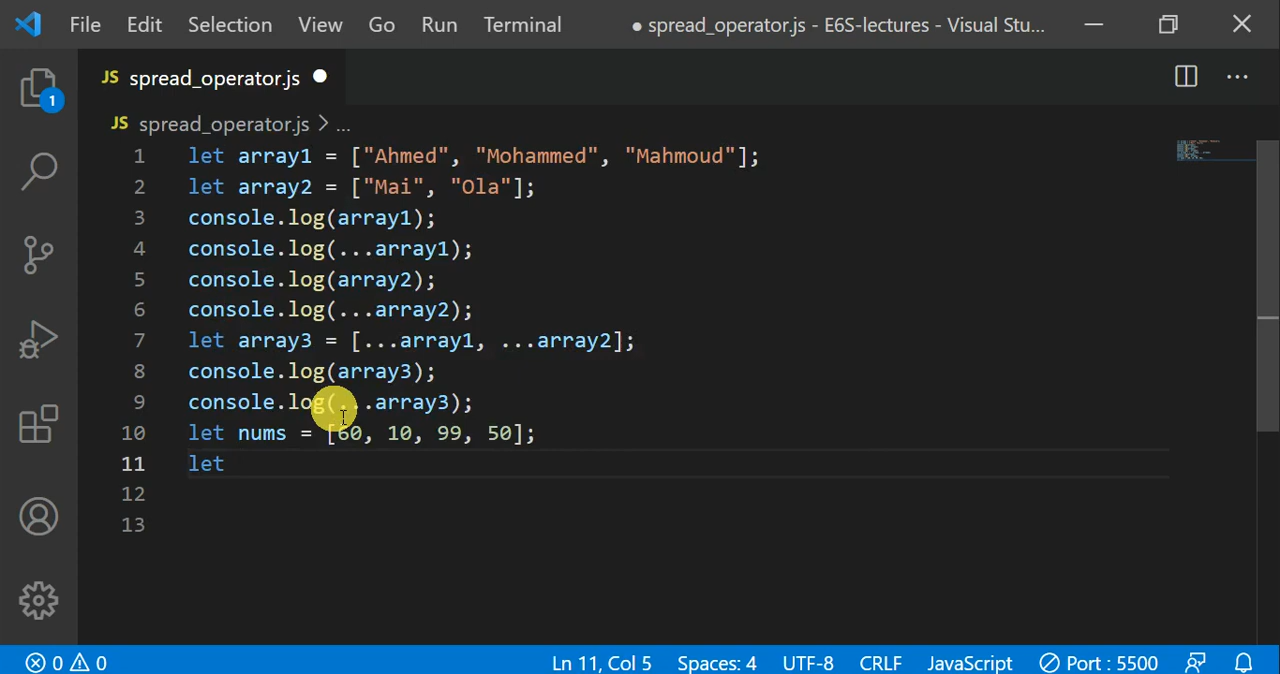 File Edit Selection View Go Run Terminal ● spread_operator.js - E6S-lectures - Visual Stu...
JS spread_operator.js ●
1
JS spread_operator.js > ...
1 let array1 = ["Ahmed", "Mohammed", "Mahmoud"];
2 let array2 = ["Mai", "Ola"];
3 console.log(array1);
4 console.log(...array1);
5 console.log(array2);
6 console.log(...array2);
7 let array3 = [...array1, ...array2];
8 console.log(array3);
9 console.log(...array3);
10 let nums = [60, 10, 99, 50];
11 let
12
13
0 0 Ln 11, Col 5 Spaces: 4 UTF-8 CRLF JavaScript Port : 5500